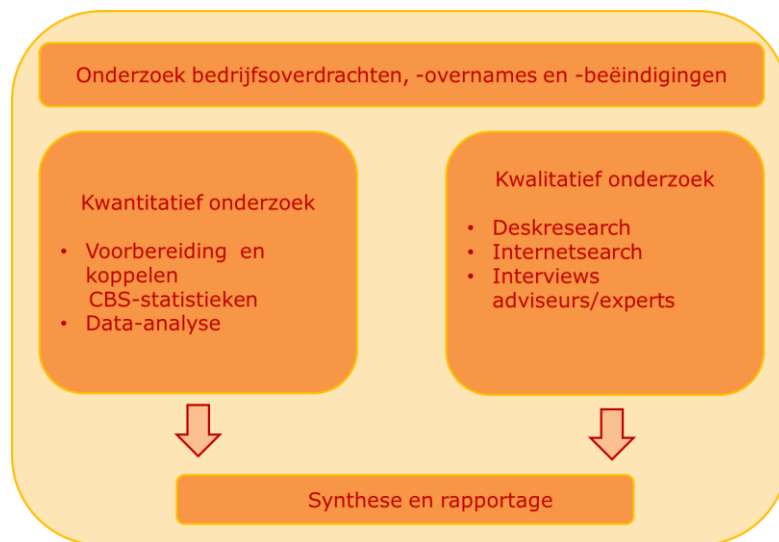 Onderzoek bedrijfsoverdrachten, -overnames en -beëindigingen
Kwantitatief onderzoek
• Voorbereiding en
koppelen
CBS-statistieken
• Data-analyse
Kwalitatief onderzoek
• Deskresearch
• Internetsearch
• Interviews
adviseurs/experts
Synthese en rapportage